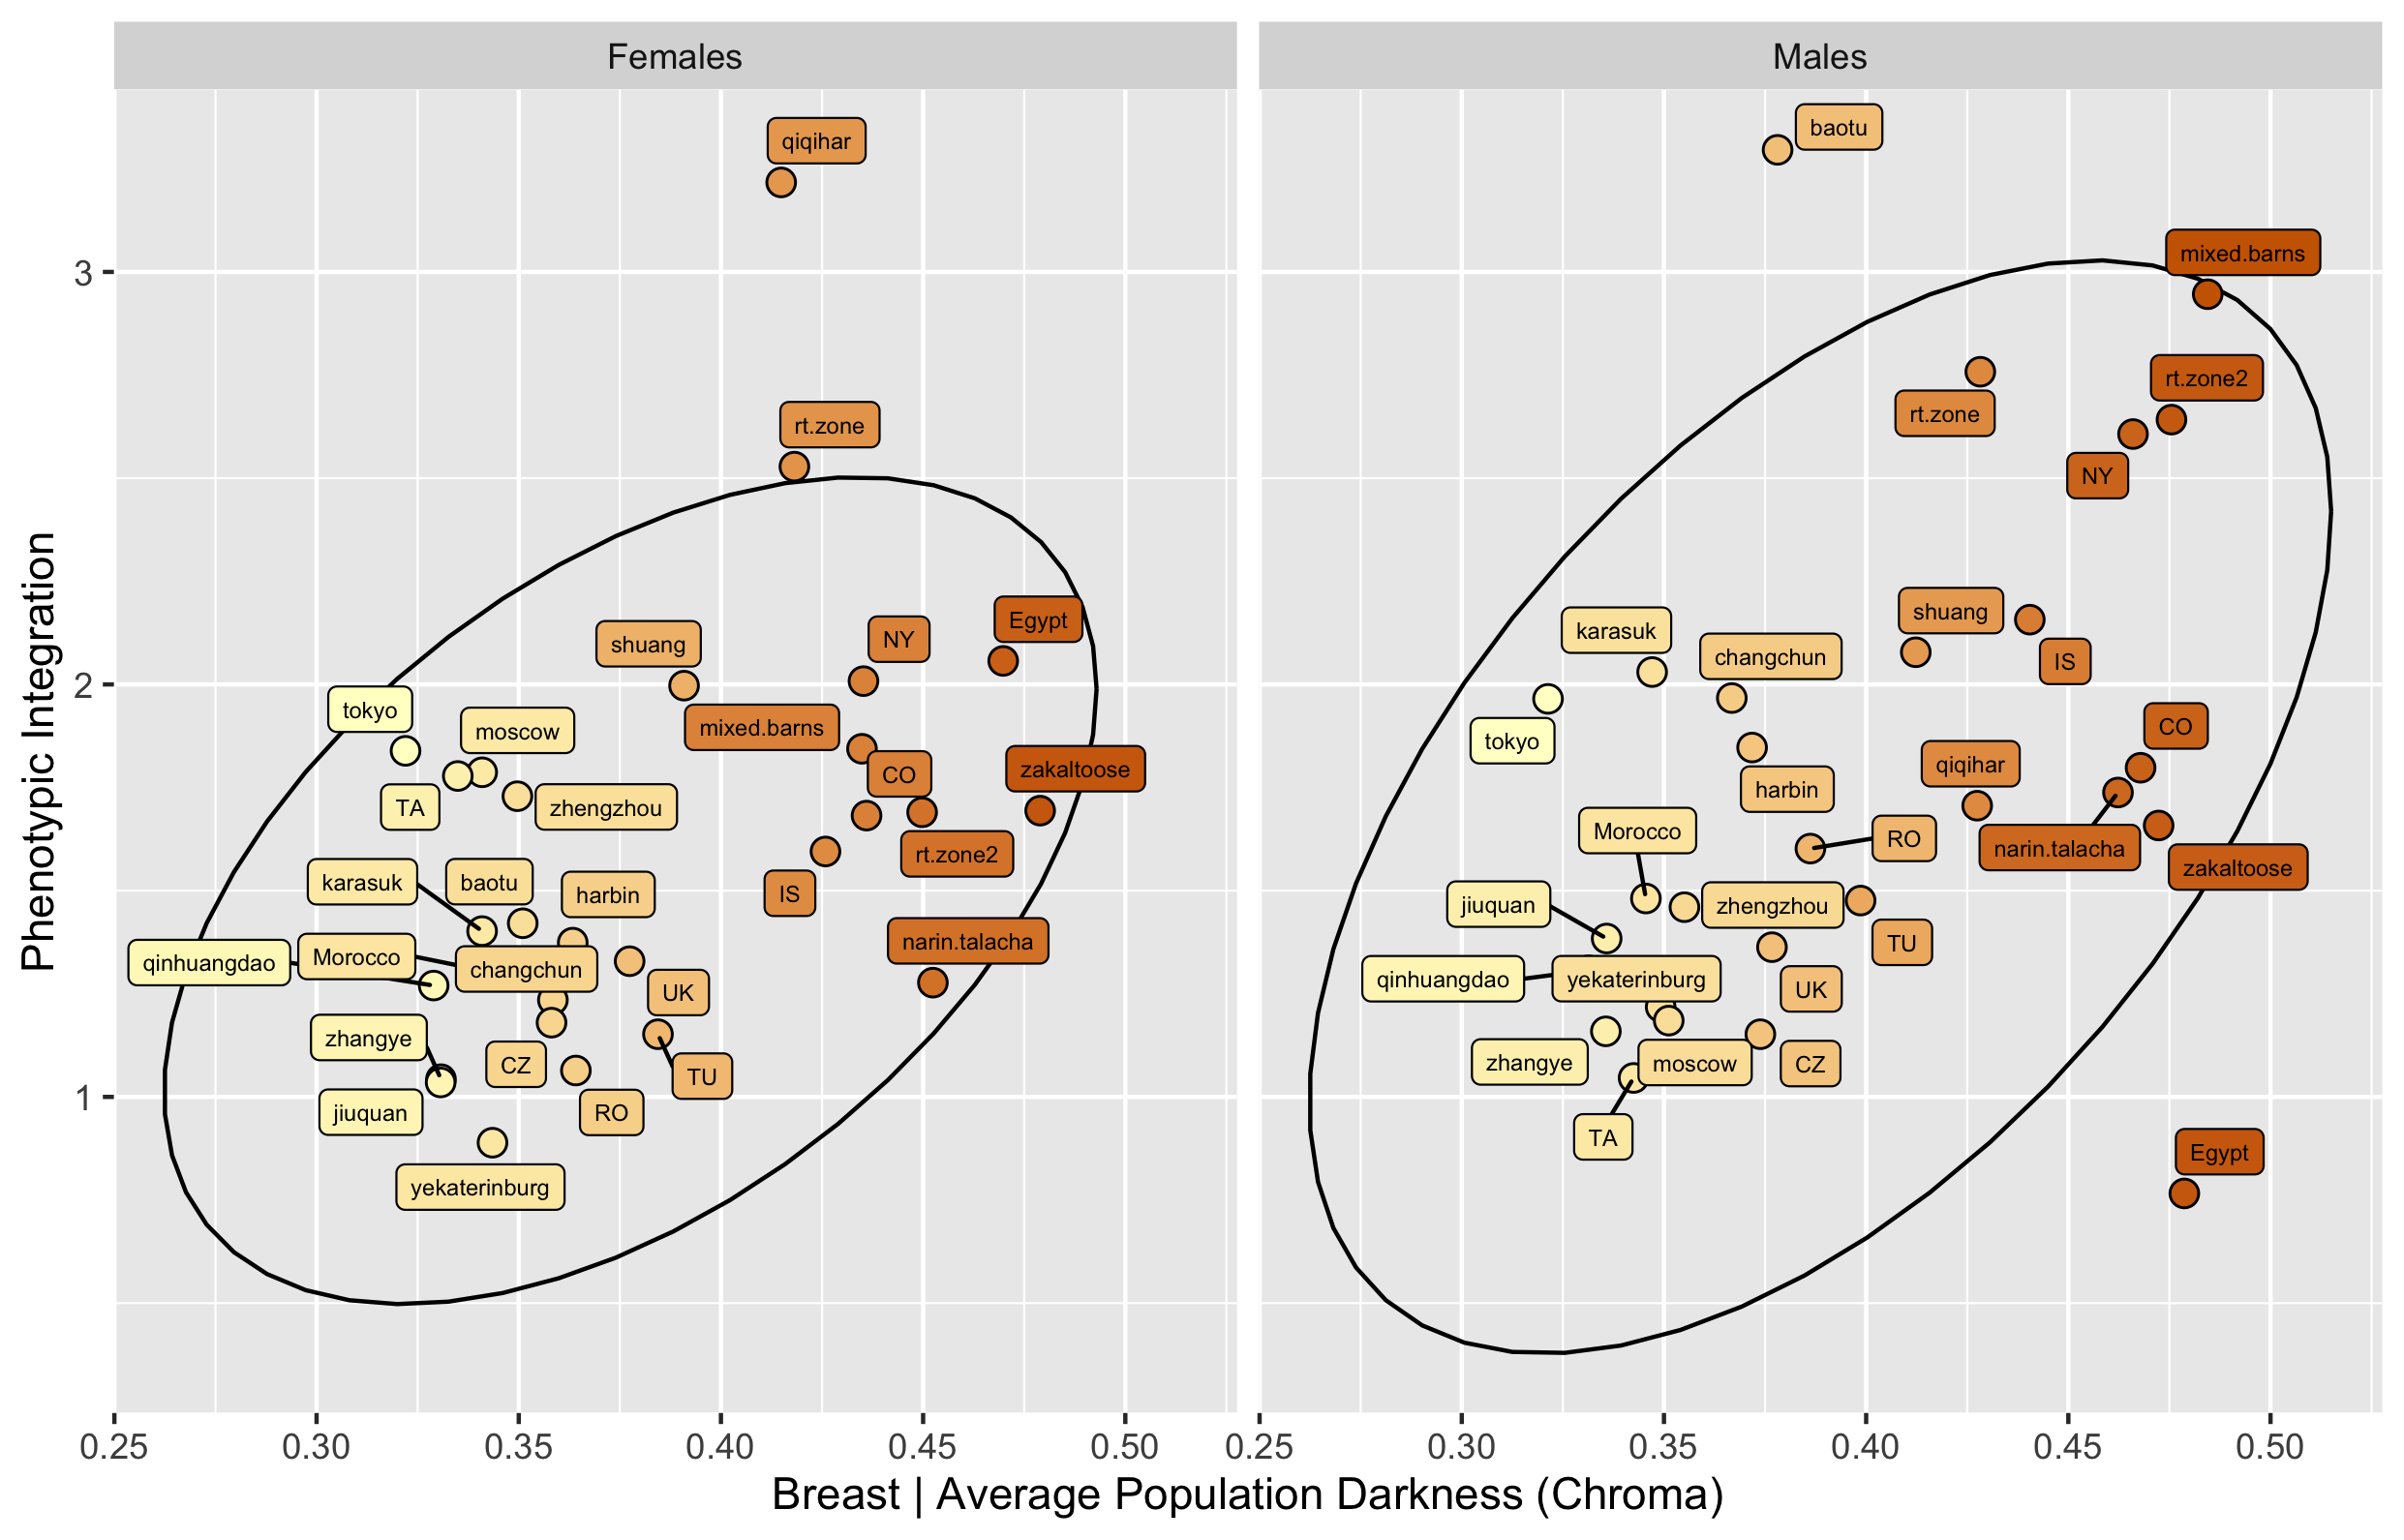 Females
Males
Phenotypic Integration
3
2
1
qiqihar
rt.zone
Egypt
NY
shuang
tokyo
mixed.barns
moscow
CO
zakaltoose
TA
zhengzhou
rt.zone2
karasuk
baotu
harbin
IS
narin.talacha
qinhuangdao
Morocco
changchun
UK
zhangye
CZ
TU
jiuquan
RO
yekaterinburg
baotu
mixed.barns
rt.zone2
rt.zone
NY
shuang
karasuk
changchun
IS
CO
tokyo
qiqihar
harbin
Morocco
RO
narin.talacha
zakaltoose
jiuquan
zhengzhou
TU
qinhuangdao
yekaterinburg
UK
zhangye
moscow
CZ
TA
Egypt
0.25 0.30 0.35 0.40 0.45 0.50
0.25 0.30 0.35 0.40 0.45 0.50
Breast | Average Population Darkness (Chroma)